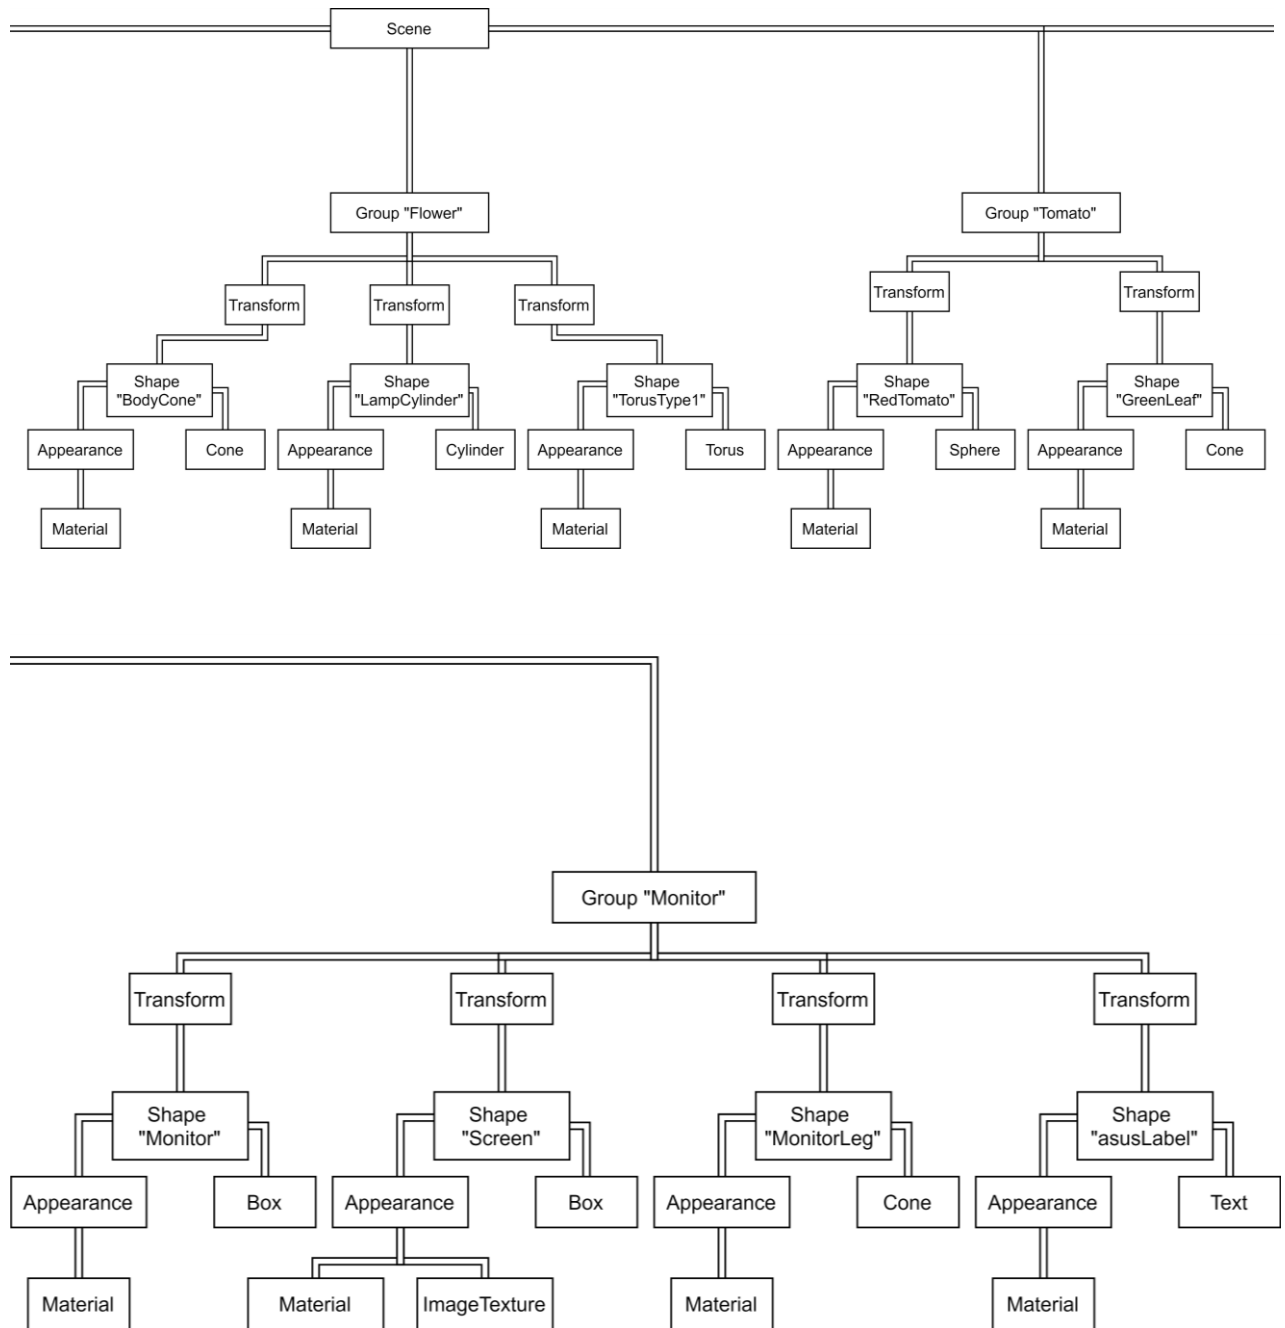 Scene
Group "Flower"
Group "Tomato"
Transform
Transform
Transform
Transform
Transform
Shape
"BodyCone"
Shape
"LampCylinder"
Shape
"TorusType1"
Shape
"RedTomato"
Shape
"GreenLeaf"
Appearance
Cone
Appearance
Cylinder
Appearance
Torus
Appearance
Sphere
Appearance
Cone
Material
Material
Material
Material
Material
Group "Monitor"
Transform
Transform
Transform
Transform
Shape
"Monitor"
Shape
"Screen"
Shape
"MonitorLeg"
Shape
"asusLabel"
Appearance
Box
Appearance
Box
Appearance
Cone
Appearance
Text
Material
Material
ImageTexture
Material
Material